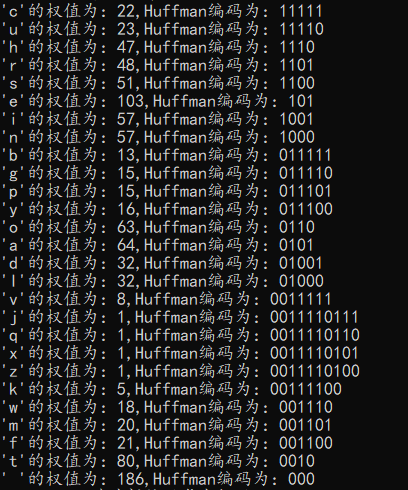 'c'的权值为: 22,Huffman编码为: 11111
'u'的权值为: 23,Huffman编码为: 11110
'h'的权值为: 47,Huffman编码为: 1110
'r'的权值为: 48,Huffman编码为: 1101
's'的权值为: 51,Huffman编码为: 1100
'e'的权值为: 103,Huffman编码为: 101
'i'的权值为: 57,Huffman编码为: 1001
'n'的权值为: 57,Huffman编码为: 1000
'b'的权值为: 13,Huffman编码为: 011111
'g'的权值为: 15,Huffman编码为: 011110
'p'的权值为: 15,Huffman编码为: 011101
'y'的权值为: 16,Huffman编码为: 011100
'o'的权值为: 63,Huffman编码为: 0110
'a'的权值为: 64,Huffman编码为: 0101
'd'的权值为: 32,Huffman编码为: 01001
'l'的权值为: 32,Huffman编码为: 01000
'v'的权值为: 8,Huffman编码为: 0011111
'j'的权值为: 1,Huffman编码为: 0011110111
'q'的权值为: 1,Huffman编码为: 0011110110
'x'的权值为: 1,Huffman编码为: 0011110101
'z'的权值为: 1,Huffman编码为: 0011110100
'k'的权值为: 5,Huffman编码为: 00111100
'w'的权值为: 18,Huffman编码为: 001110
'm'的权值为: 20,Huffman编码为: 001101
'f'的权值为: 21,Huffman编码为: 001100
't'的权值为: 80,Huffman编码为: 0010
' '的权值为: 186,Huffman编码为: 000